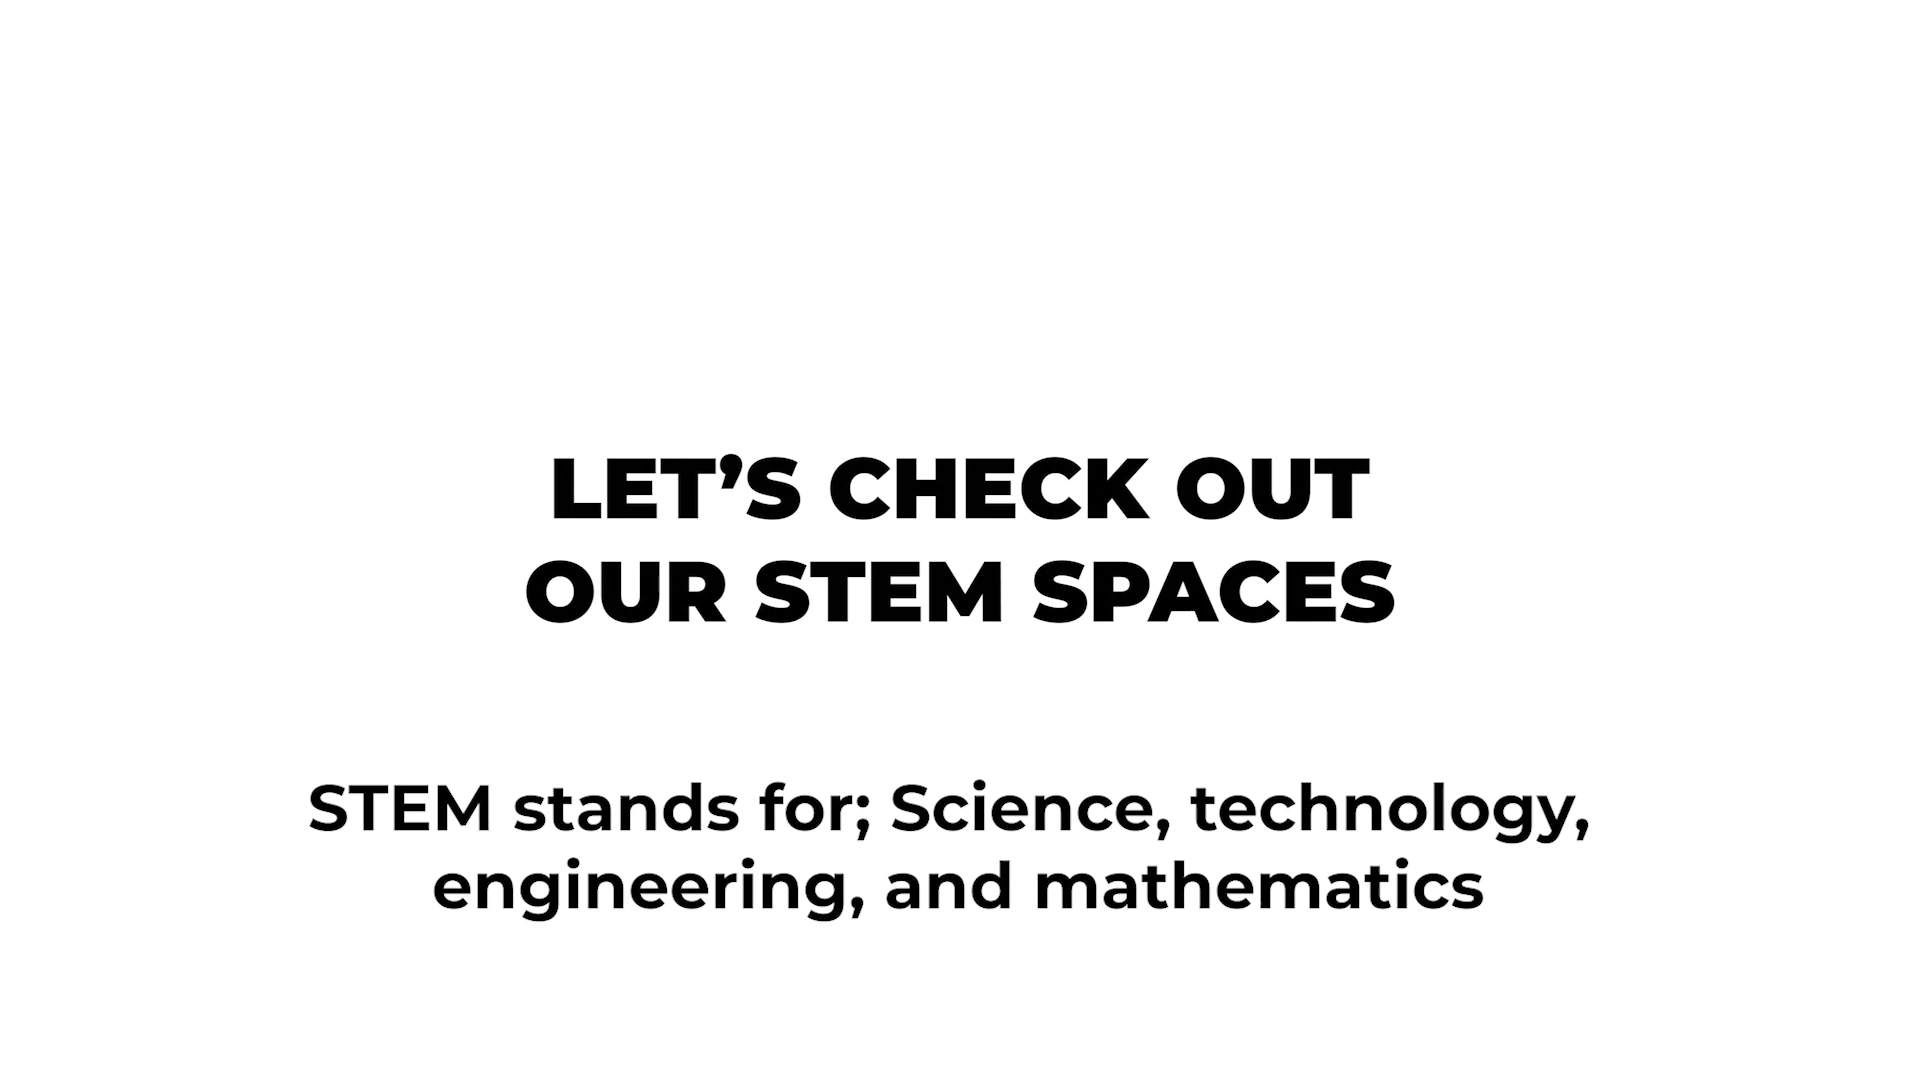 LET’S CHECK OUT
OUR STEM SPACES
STEM stands for; Science, technology,
engineering, and mathematics